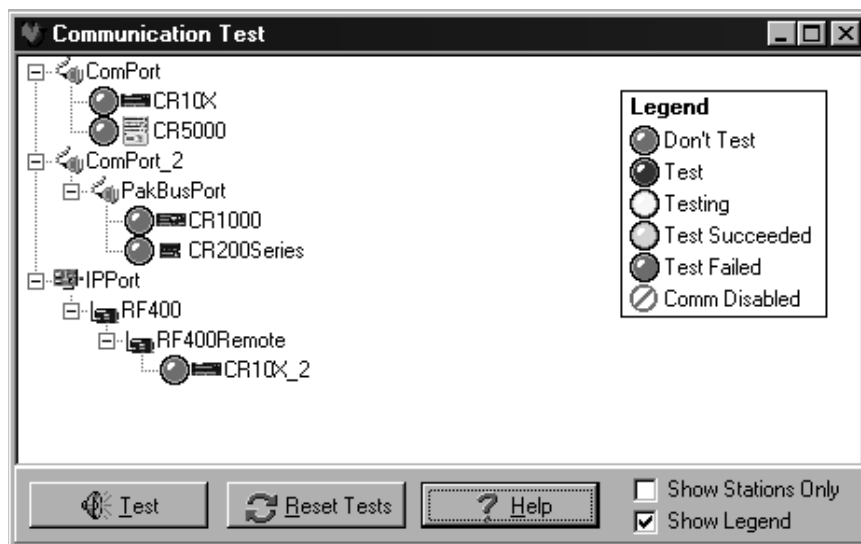 Communication Test
ComPort
CR10X
CR5000
ComPort_2
PakBusPort
CR1000
CR200Series
IPPort
RF400
RF400Remote
CR10X_2
Legend
Don't Test
Test
Testing
Test Succeeded
Test Failed
Comm Disabled
Test
Reset Tests
? Help
Show Stations Only
Show Legend